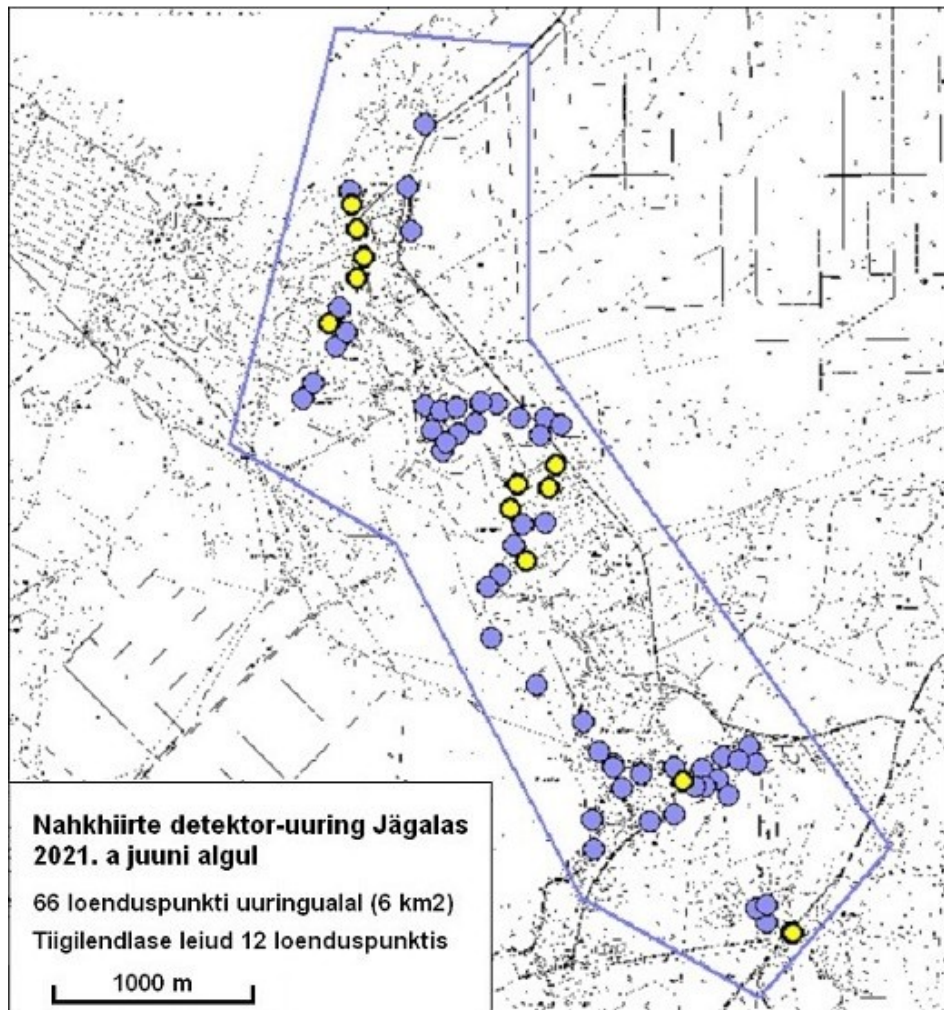 Nahkhiirte detektor-uuring Jägalas
2021. a juuni algul
66 loenduspunkti uuringualal (6 km2)
Tiigilendlase leiud 12 loenduspunktis
1000 m